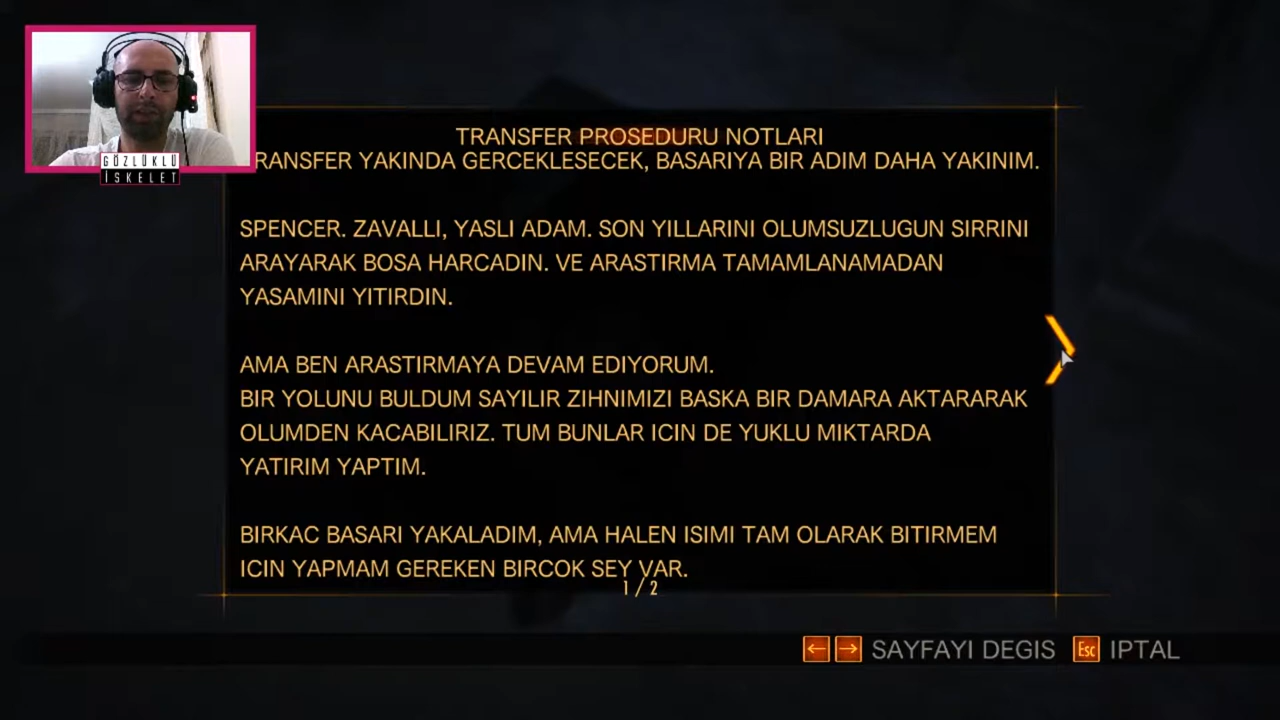 TRANSFER PROSEDURU NOTLARI
RANSFER YAKINDA GERCEKLESECEK, BASARIYA BIR ADIM DAHA YAKINIM.
GÖZLÜKLÜ
İSKELET
SPENCER. ZAVALLI, YASLI ADAM. SON YILLARINI OLUMSUZLUGUN SIRRINI
ARAYARAK BOSA HARCADIN. VE ARASTIRMA TAMAMLANAMADAN
YASAMINI YITIRDIN.
AMA BEN ARASTIRMAYA DEVAM EDIYORUM.
BIR YOLUNU BULDUM SAYILIR ZIHNIMIZI BASKA BIR DAMARA AKTARARAK
OLUMDEN KACABILIRIZ. TUM BUNLAR ICIN DE YUKLU MIKTARDA
YATIRIM YAPTIM.
BIRKAC BASARI YAKALADIM, AMA HALEN ISIMI TAM OLARAK BITIRMEM
ICIN YAPMAM GEREKEN BIRCOK SEY VAR.
1 / 2
← → SAYFAYI DEGIS Esc IPTAL